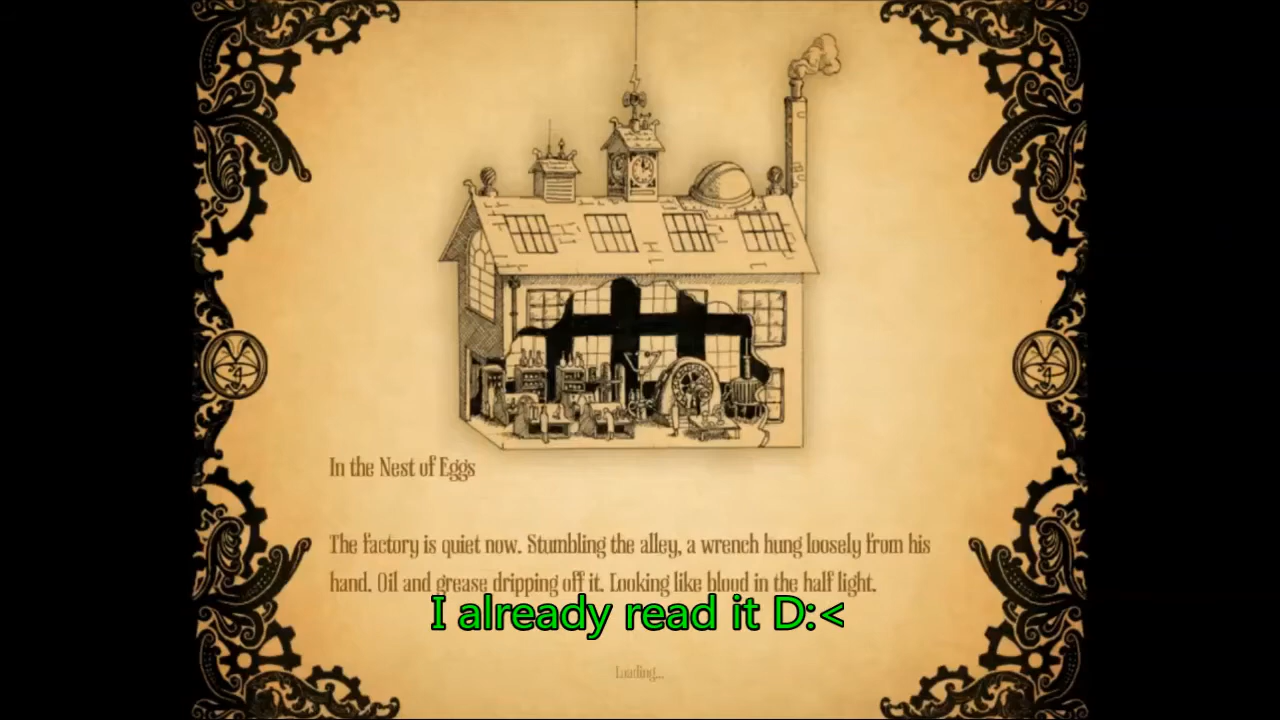 In the Nest of Eggs
The factory is quiet now. Stumbling the alley, a wrench hung loosely from his
hand. Oil and grease dripping off it. Looking like blood in the half light.
I already read it D:<
Loading...